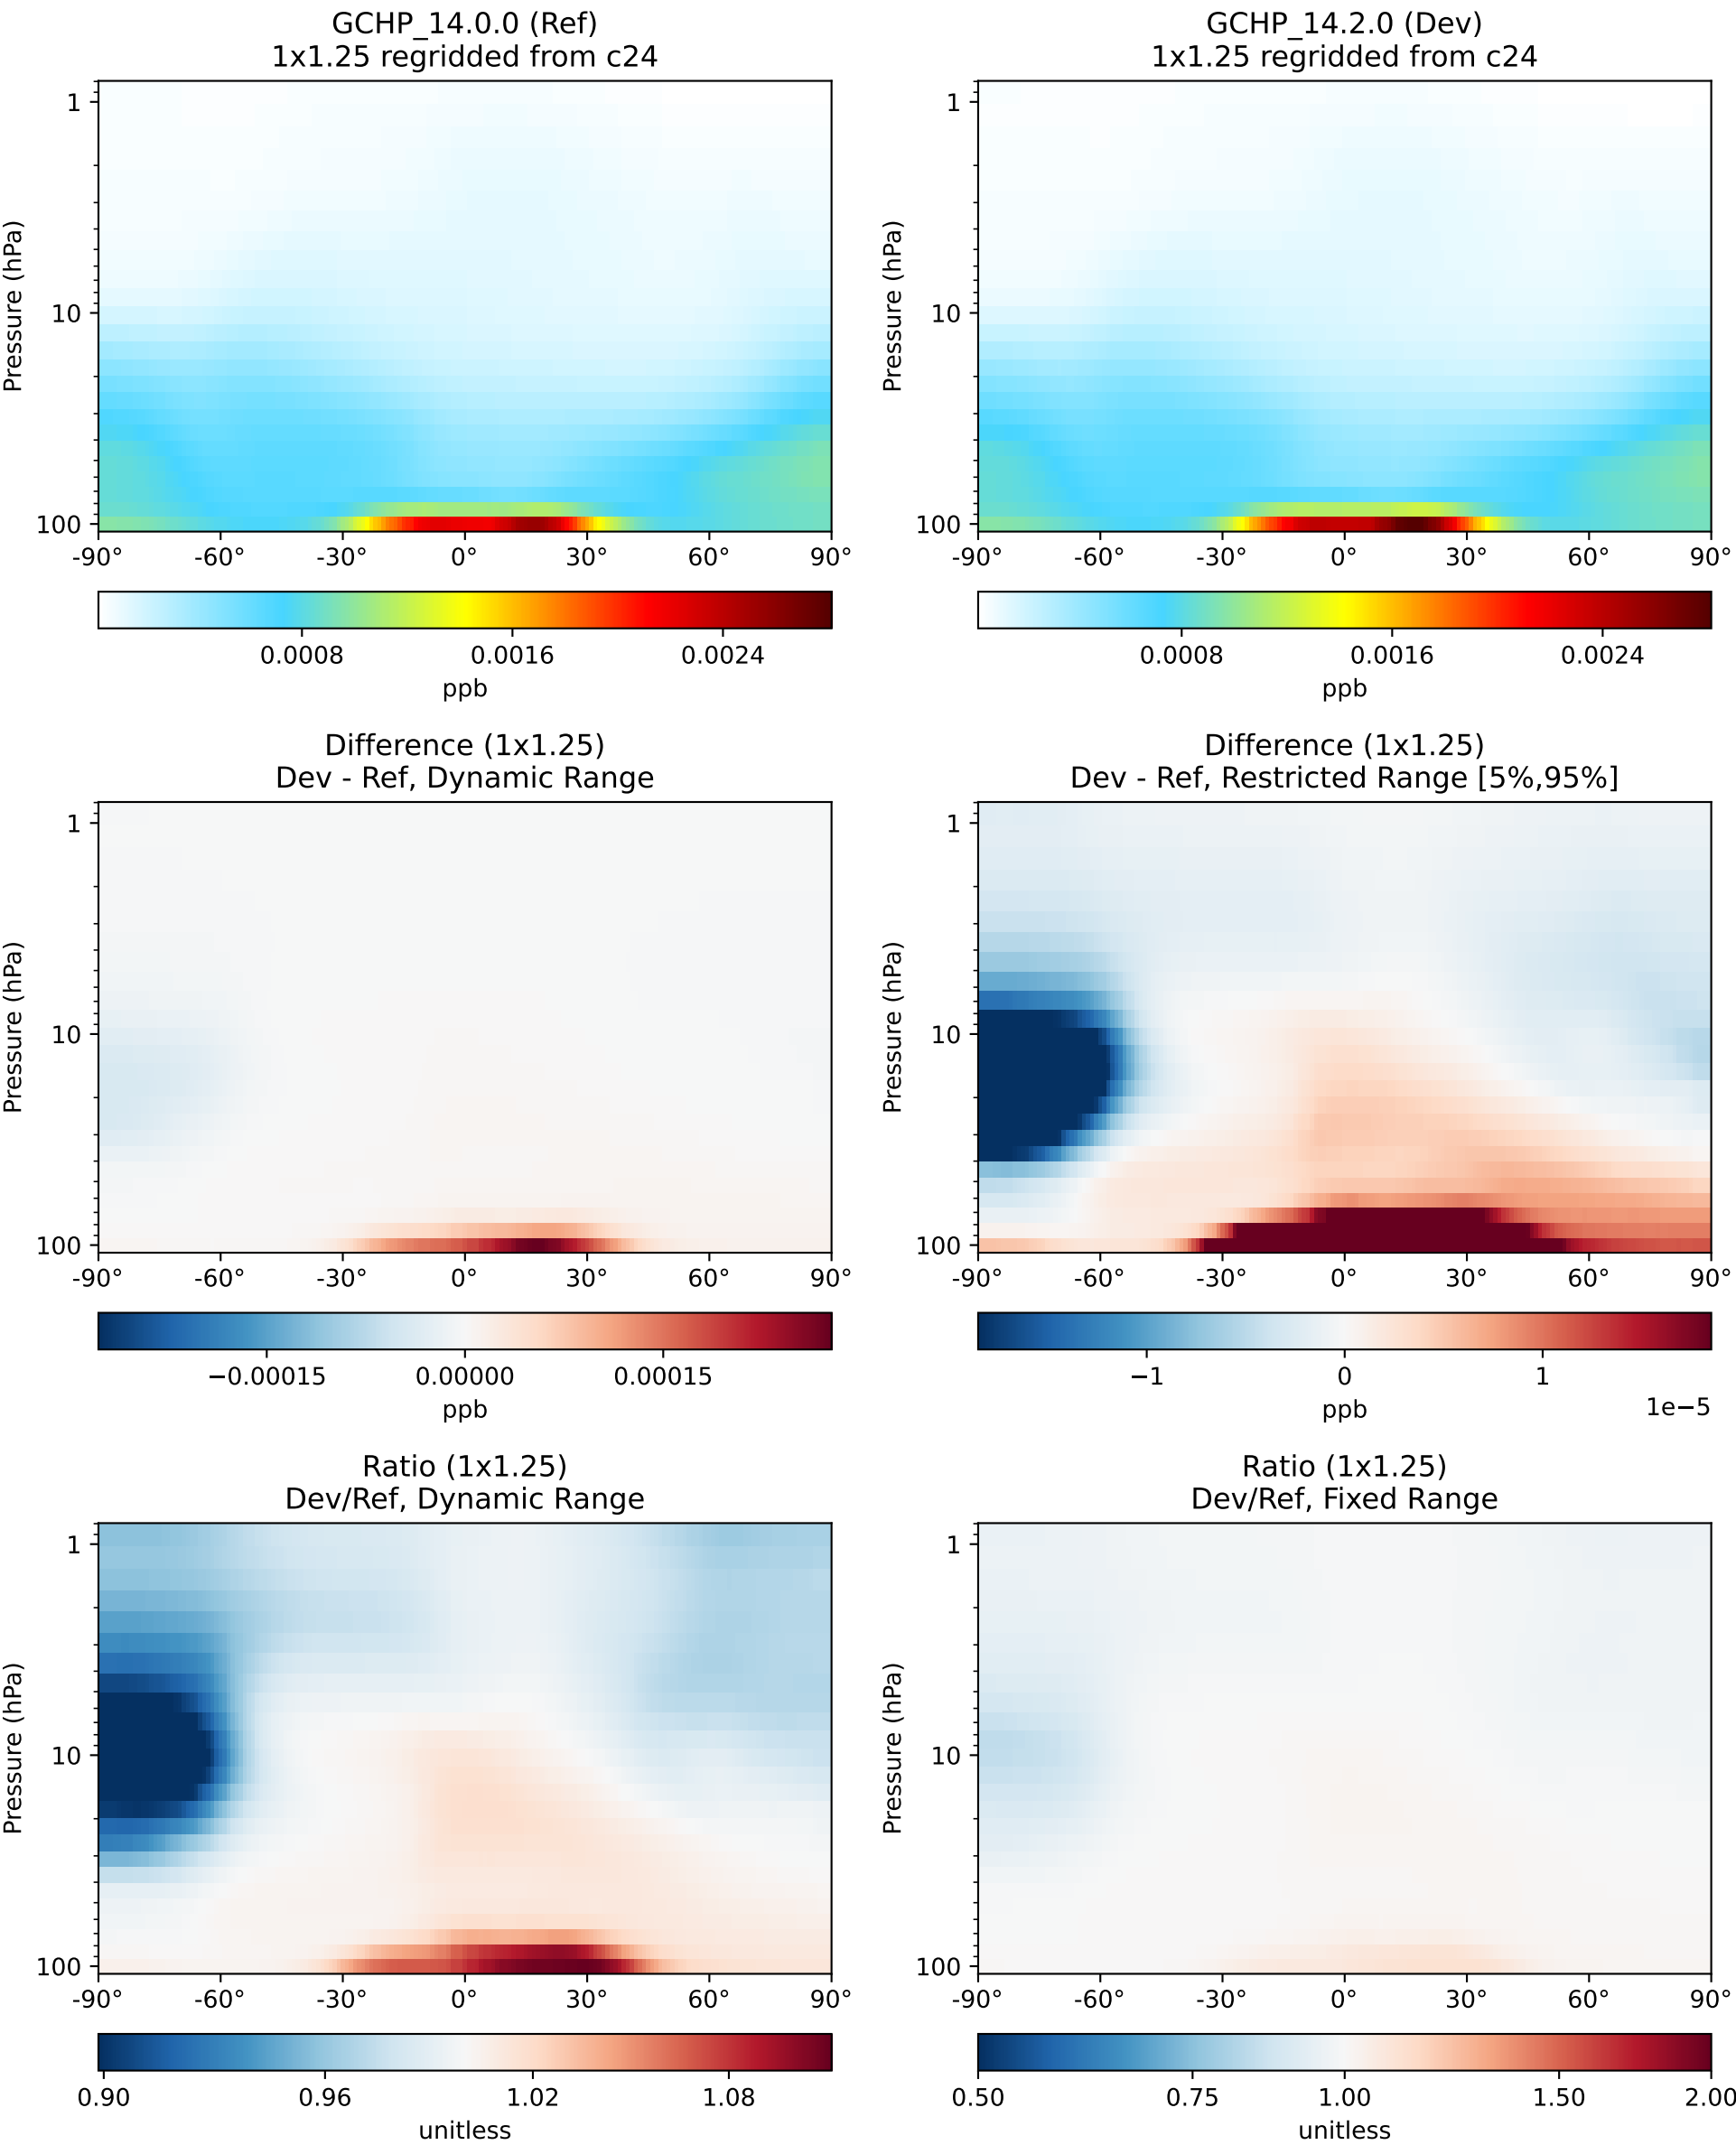 GCHP_14.0.0 (Ref)
1x1.25 regridded from c24
Pressure (hPa)
1
10
100
-90° -60° -30° 0° 30° 60° 90°
0.0008 0.0016 0.0024
ppb
GCHP_14.2.0 (Dev)
1x1.25 regridded from c24
Pressure (hPa)
1
10
100
-90° -60° -30° 0° 30° 60° 90°
0.0008 0.0016 0.0024
ppb
Difference (1x1.25)
Dev - Ref, Dynamic Range
Pressure (hPa)
1
10
100
-90° -60° -30° 0° 30° 60° 90°
−0.00015 0.00000 0.00015
ppb
Difference (1x1.25)
Dev - Ref, Restricted Range [5%,95%]
Pressure (hPa)
1
10
100
-90° -60° -30° 0° 30° 60° 90°
−1 0 1
1e−5
ppb
Ratio (1x1.25)
Dev/Ref, Dynamic Range
Pressure (hPa)
1
10
100
-90° -60° -30° 0° 30° 60° 90°
0.90 0.96 1.02 1.08
unitless
Ratio (1x1.25)
Dev/Ref, Fixed Range
Pressure (hPa)
1
10
100
-90° -60° -30° 0° 30° 60° 90°
0.50 0.75 1.00 1.50 2.00
unitless